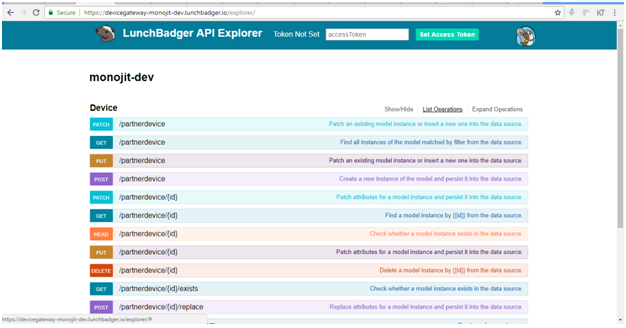 Secure | https://devicegateway-monojit-dev.lunchbadger.io/explorer/
LunchBadger API Explorer Token Not Set accessToken Set Access Token
monojit-dev
Device Show/Hide List Operations Expand Operations
PATCH /partnerdevice Patch an existing model instance or insert a new one into the data source.
GET /partnerdevice Find all instances of the model matched by filter from the data source.
PUT /partnerdevice Patch an existing model instance or insert a new one into the data source.
POST /partnerdevice Create a new instance of the model and persist it into the data source.
PATCH /partnerdevice/{id} Patch attributes for a model instance and persist it into the data source.
GET /partnerdevice/{id} Find a model instance by {{id}} from the data source.
HEAD /partnerdevice/{id} Check whether a model instance exists in the data source.
PUT /partnerdevice/{id} Patch attributes for a model instance and persist it into the data source.
DELETE /partnerdevice/{id} Delete a model instance by {{id}} from the data source.
GET /partnerdevice/{id}/exists Check whether a model instance exists in the data source.
POST /partnerdevice/{id}/replace Replace attributes for a model instance and persist it into the data source.
https://devicegateway-monojit-dev.lunchbadger.io/explorer/#